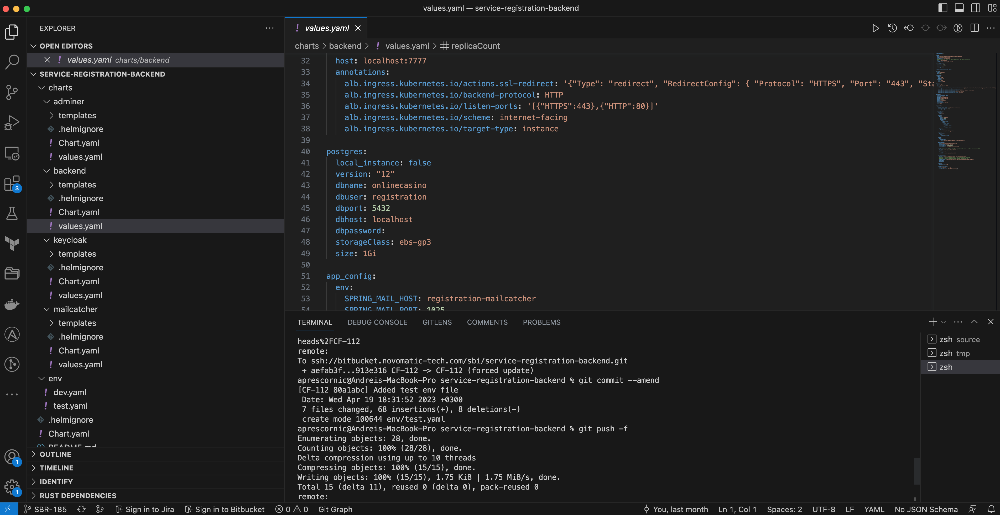 values.yaml — service-registration-backend
EXPLORER
OPEN EDITORS
values.yaml charts/backend
SERVICE-REGISTRATION-BACKEND
charts
adminer
templates
.helmignore
Chart.yaml
values.yaml
backend
templates
.helmignore
Chart.yaml
values.yaml
keycloak
templates
.helmignore
Chart.yaml
values.yaml
mailcatcher
templates
.helmignore
Chart.yaml
values.yaml
env
dev.yaml
test.yaml
.helmignore
Chart.yaml
README.md
OUTLINE
TIMELINE
IDENTIFY
RUST DEPENDENCIES
3
1
1
! values.yaml
charts > backend > ! values.yaml > # replicaCount
32 host: localhost:7777
33 annotations:
34 alb.ingress.kubernetes.io/actions.ssl-redirect: '{"Type": "redirect", "RedirectConfig": { "Protocol": "HTTPS", "Port": "443", "Sta
35 alb.ingress.kubernetes.io/backend-protocol: HTTP
36 alb.ingress.kubernetes.io/listen-ports: '[{"HTTPS":443},{"HTTP":80}]'
37 alb.ingress.kubernetes.io/scheme: internet-facing
38 alb.ingress.kubernetes.io/target-type: instance
39
40 postgres:
41 local_instance: false
42 version: "12"
43 dbname: onlinecasino
44 dbuser: registration
45 dbport: 5432
46 dbhost: localhost
47 dbpassword:
48 storageClass: ebs-gp3
49 size: 1Gi
50
51 app_config:
52 env:
53 SPRING_MAIL_HOST: registration-mailcatcher
54 SPRING_MAIL_PORT: 1025
TERMINAL DEBUG CONSOLE GITLENS COMMENTS PROBLEMS
heads%2FCF-112
remote:
To ssh://bitbucket.novomatic-tech.com/sbi/service-registration-backend.git
+ aefab3f...913e316 CF-112 -> CF-112 (forced update)
aprescornic@Andreis-MacBook-Pro service-registration-backend % git commit --amend
[CF-112 80a1abc] Added test env file
Date: Wed Apr 19 18:31:52 2023 +0300
7 files changed, 68 insertions(+), 8 deletions(-)
create mode 100644 env/test.yaml
aprescornic@Andreis-MacBook-Pro service-registration-backend % git push -f
Enumerating objects: 28, done.
Counting objects: 100% (28/28), done.
Delta compression using up to 10 threads
Compressing objects: 100% (15/15), done.
Writing objects: 100% (15/15), 1.75 KiB | 1.75 MiB/s, done.
Total 15 (delta 11), reused 0 (delta 0), pack-reused 0
remote:
zsh source
zsh tmp
zsh
SBR-185 Sign in to Jira Sign in to Bitbucket 0 0 Git Graph You, last month Ln 1, Col 1 Spaces: 2 UTF-8 LF YAML No JSON Schema